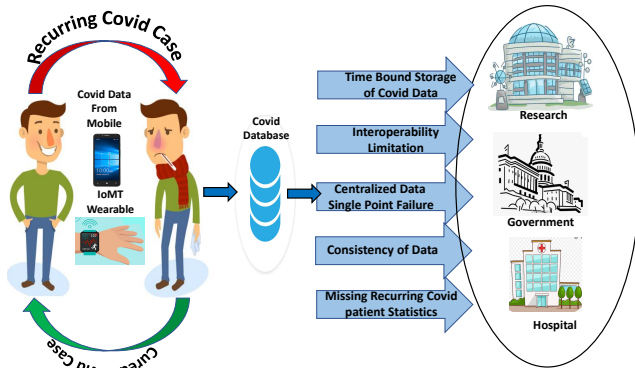 Recurring Covid Case
Covid Data
From
Mobile
IoMT
Wearable
Covid
Database
Time Bound Storage
of Covid Data
Interoperability
Limitation
Centralized Data
Single Point Failure
Consistency of Data
Missing Recurring Covid
patient Statistics
Research
Government
Hospital
Case